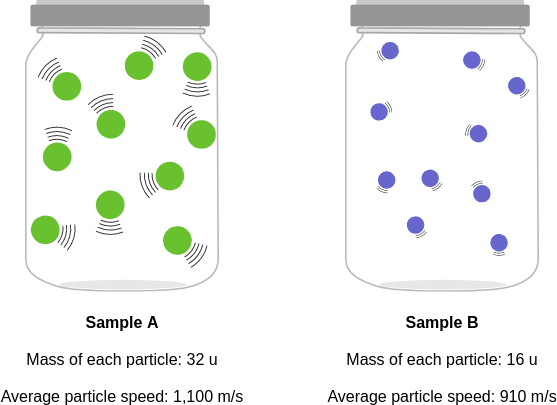 Sample A
Sample B
Mass of each particle: 32 u
Mass of each particle: 16 u
Average particle speed: 1,100 m/s
Average particle speed: 910 m/s